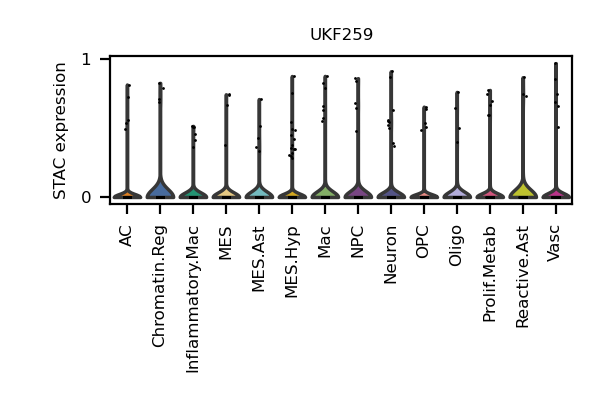 UKF259
STAC expression
1
0
AC
Chromatin.Reg
Inflammatory.Mac
MES
MES.Ast
MES.Hyp
Mac
NPC
Neuron
OPC
Oligo
Prolif.Metab
Reactive.Ast
Vasc